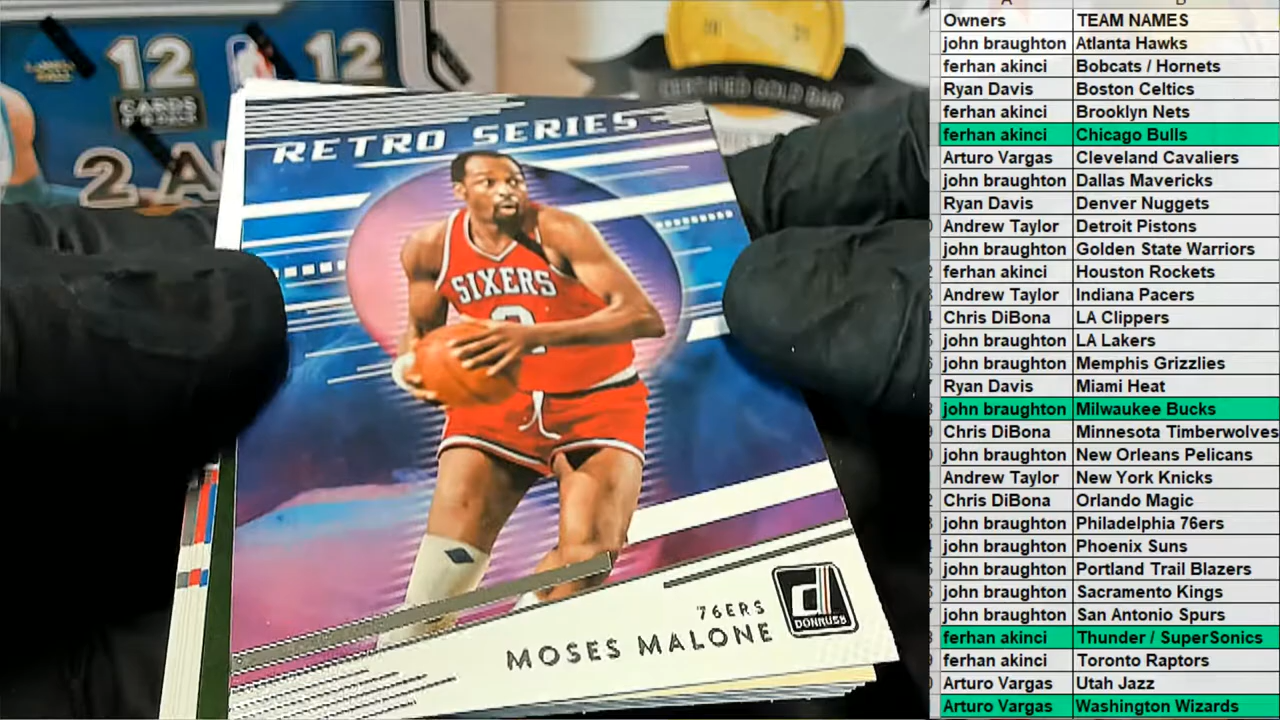 12
CARDS
12
2 A
CERTIFIED GOLD BAR
RETRO SERIES
SIXERS
76ERS
MOSES MALONE
DONRUSS
Owners TEAM NAMES
john braughton Atlanta Hawks
ferhan akinci Bobcats / Hornets
Ryan Davis Boston Celtics
ferhan akinci Brooklyn Nets
ferhan akinci Chicago Bulls
Arturo Vargas Cleveland Cavaliers
john braughton Dallas Mavericks
Ryan Davis Denver Nuggets
Andrew Taylor Detroit Pistons
john braughton Golden State Warriors
ferhan akinci Houston Rockets
Andrew Taylor Indiana Pacers
Chris DiBona LA Clippers
john braughton LA Lakers
john braughton Memphis Grizzlies
Ryan Davis Miami Heat
john braughton Milwaukee Bucks
Chris DiBona Minnesota Timberwolves
john braughton New Orleans Pelicans
Andrew Taylor New York Knicks
Chris DiBona Orlando Magic
john braughton Philadelphia 76ers
john braughton Phoenix Suns
john braughton Portland Trail Blazers
john braughton Sacramento Kings
john braughton San Antonio Spurs
ferhan akinci Thunder / SuperSonics
ferhan akinci Toronto Raptors
Arturo Vargas Utah Jazz
Arturo Vargas Washington Wizards